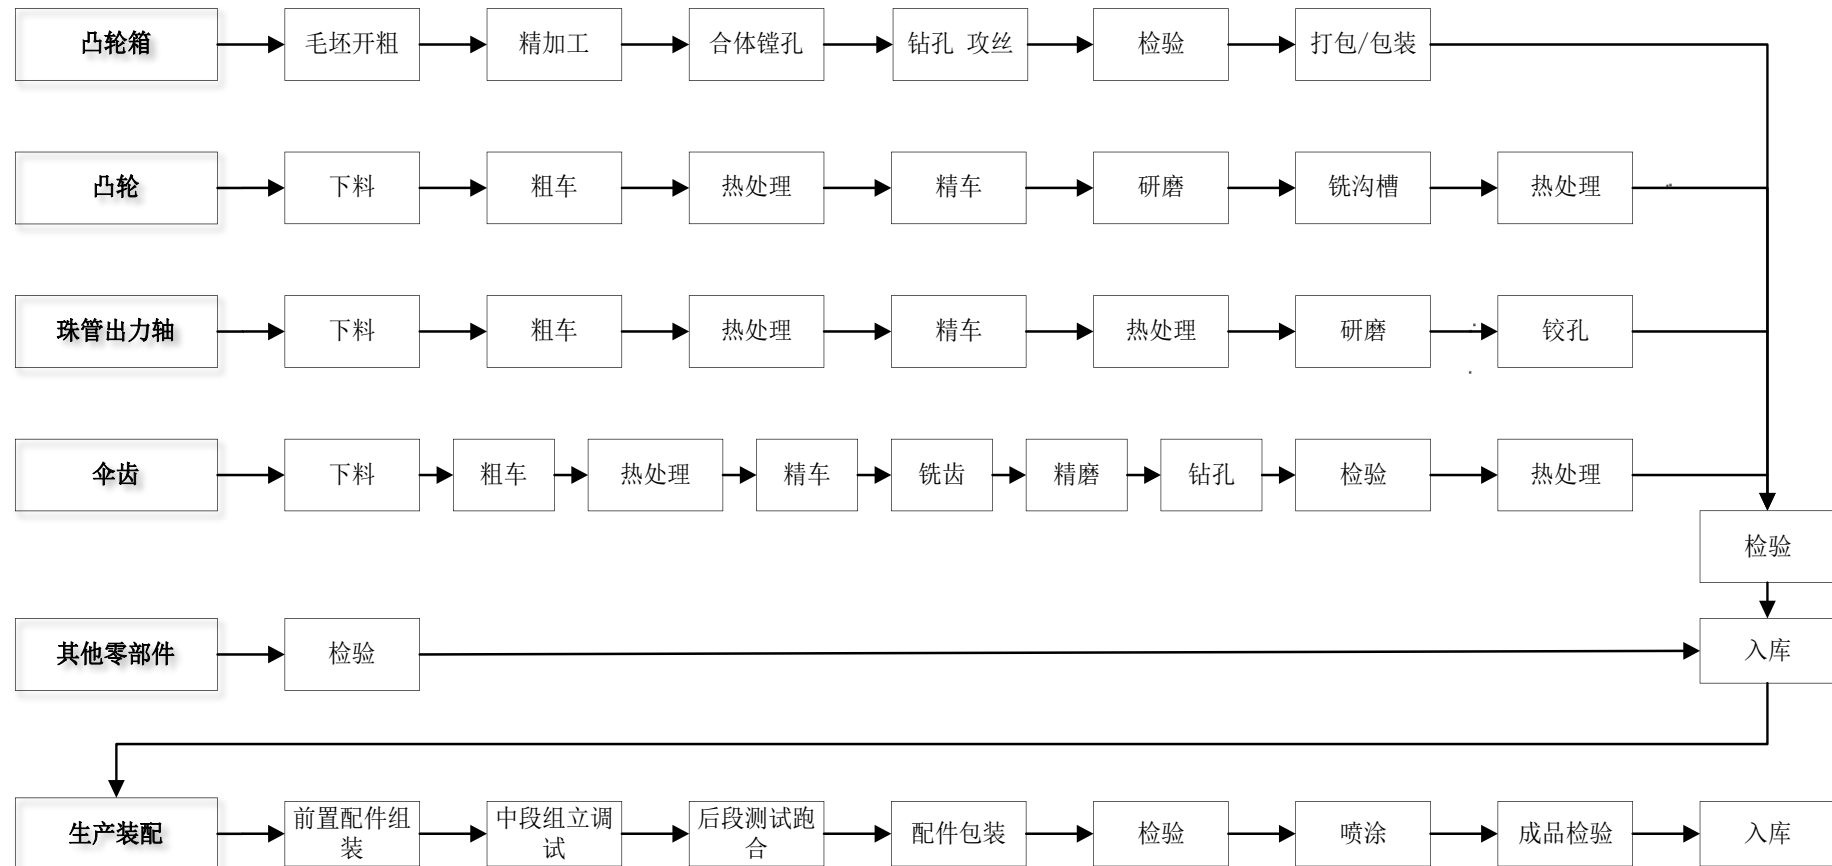 凸轮箱 毛坯开粗 精加工 合体镗孔 钻孔 攻丝 检验 打包/包装
凸轮 下料 粗车 热处理 精车 研磨 铣沟槽 热处理
珠管出力轴 下料 粗车 热处理 精车 热处理 研磨 铰孔
伞齿 下料 粗车 热处理 精车 铣齿 精磨 钻孔 检验 热处理
检验
其他零部件 检验 入库
生产装配 前置配件组装 中段组立调试 后段测试跑合 配件包装 检验 喷涂 成品检验 入库